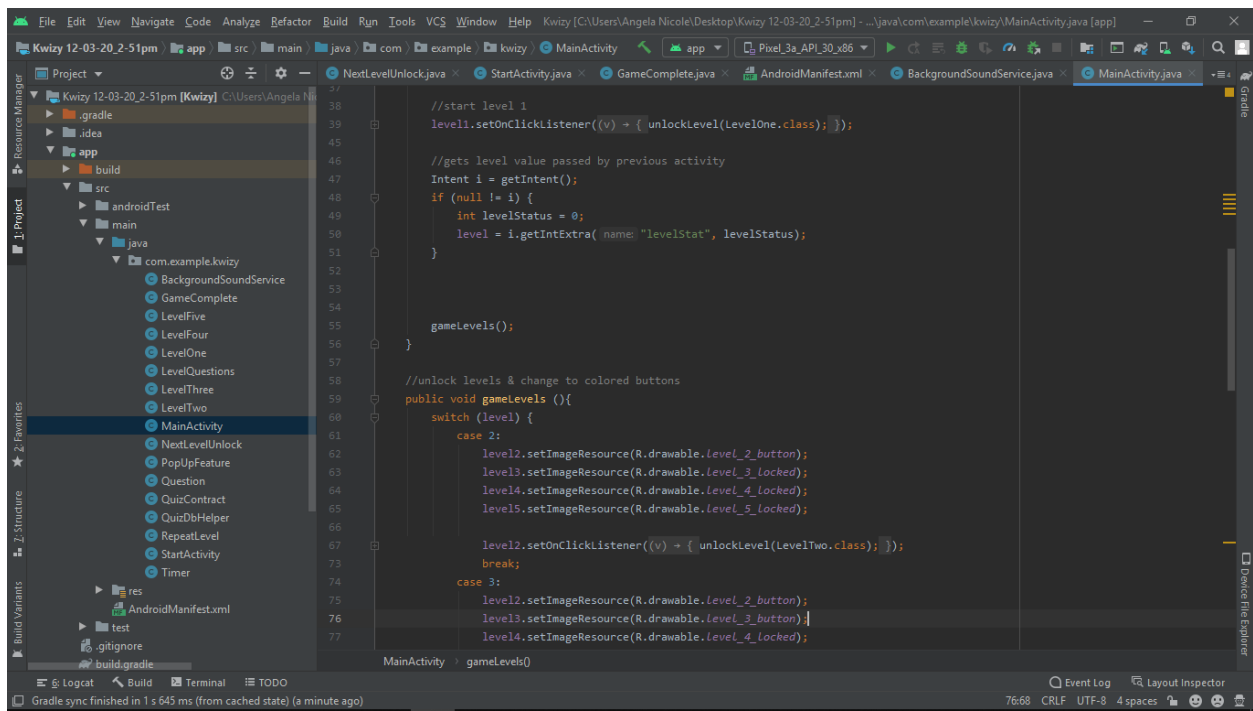 File Edit View Navigate Code Analyze Refactor Build Run Tools VCS Window Help Kwizy [C:\Users\Angela Nicole\Desktop\Kwizy 12-03-20_2-51pm] - ...\java\com\example\kwizy\MainActivity.java [app]
Kwizy 12-03-20_2-51pm app src main java com example kwizy MainActivity app Pixel_3a_API_30_x86
Project
NextLevelUnlock.java StartActivity.java GameComplete.java AndroidManifest.xml BackgroundSoundService.java MainActivity.java
Resource Manager
1: Project
2: Favorites
7: Structure
Build Variants
Kwizy 12-03-20_2-51pm [Kwizy] C:\Users\Angela Ni
.gradle
.idea
app
build
src
androidTest
main
java
com.example.kwizy
BackgroundSoundService
GameComplete
LevelFive
LevelFour
LevelOne
LevelQuestions
LevelThree
LevelTwo
MainActivity
NextLevelUnlock
PopUpFeature
Question
QuizContract
QuizDbHelper
RepeatLevel
StartActivity
Timer
res
AndroidManifest.xml
test
.gitignore
build.gradle
37
38 //start level 1
39 level1.setOnClickListener((v) → { unlockLevel(LevelOne.class); });
45
46 //gets level value passed by previous activity
47 Intent i = getIntent();
48 if (null != i) {
49 int levelStatus = 0;
50 level = i.getIntExtra( name: "levelStat", levelStatus);
51 }
52
53
54
55 gameLevels();
56 }
57
58 //unlock levels & change to colored buttons
59 public void gameLevels (){
60 switch (level) {
61 case 2:
62 level2.setImageResource(R.drawable.level_2_button);
63 level3.setImageResource(R.drawable.level_3_locked);
64 level4.setImageResource(R.drawable.level_4_locked);
65 level5.setImageResource(R.drawable.level_5_locked);
66
67 level2.setOnClickListener((v) → { unlockLevel(LevelTwo.class); });
73 break;
74 case 3:
75 level2.setImageResource(R.drawable.level_2_button);
76 level3.setImageResource(R.drawable.level_3_button);
77 level4.setImageResource(R.drawable.level_4_locked);
MainActivity gameLevels()
Gradle
Device File Explorer
6: Logcat Build Terminal TODO Event Log Layout Inspector
Gradle sync finished in 1 s 645 ms (from cached state) (a minute ago) 76:68 CRLF UTF-8 4 spaces